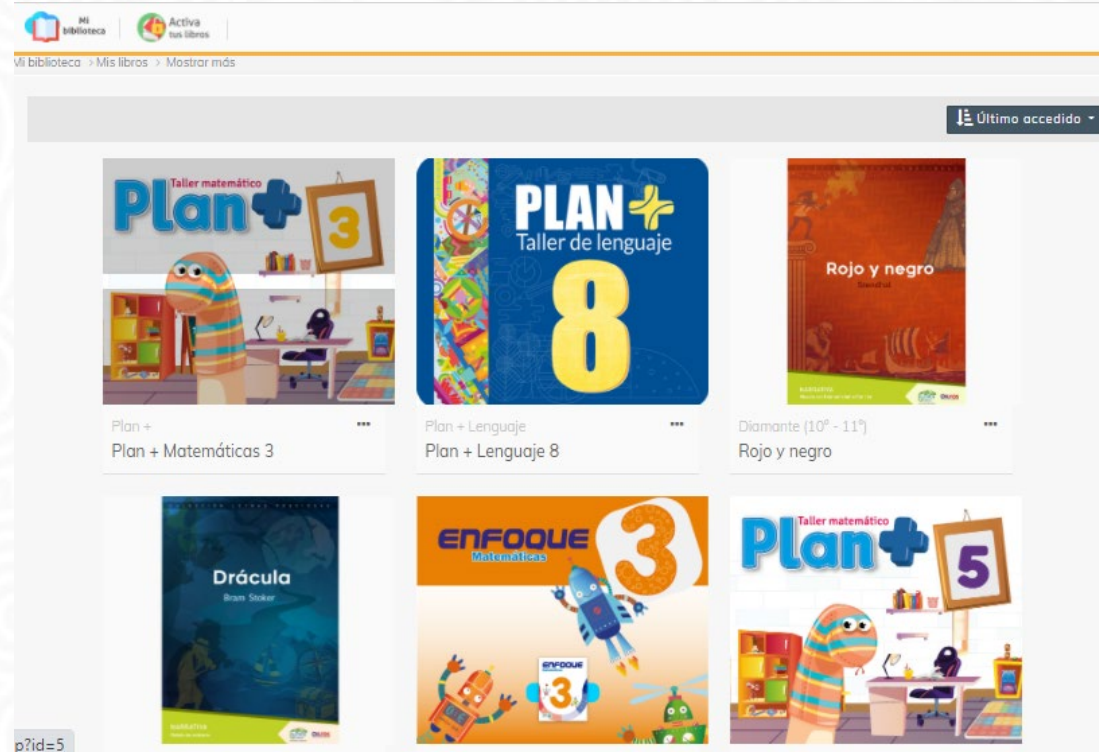 Mi
biblioteca
Activa
tus libros
Mi biblioteca > Mis libros > Mostrar más
Último accedido
Taller matemático
Plan+
3
PLAN+
Taller de lenguaje
8
Rojo y negro
Stendhal
Plan +
Plan + Matemáticas 3
Plan + Lenguaje
Plan + Lenguaje 8
Diamante (10° - 11°)
Rojo y negro
Drácula
Bram Stoker
ENFOQUE
Matemáticas
3
ENFOQUE
3
Taller matemático
Plan+
5
p?id=5